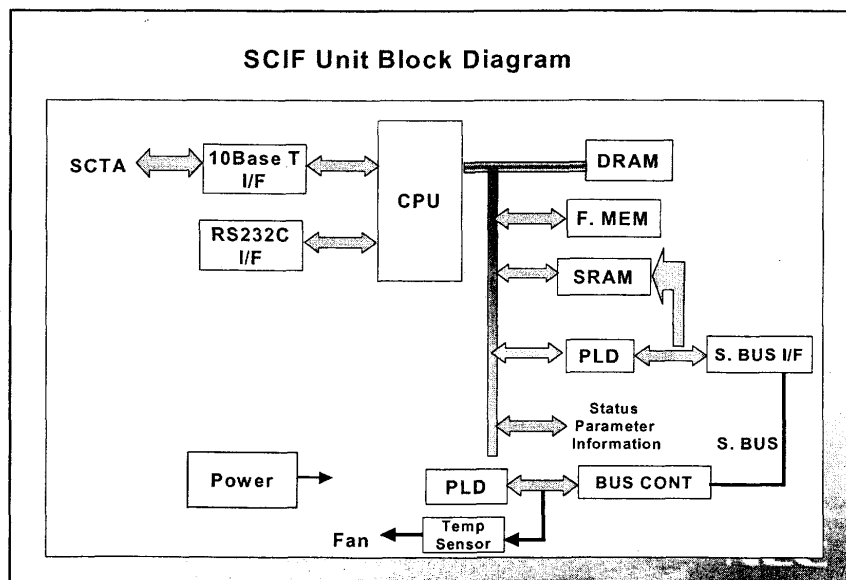 SCIF Unit Block Diagram
SCTA
10Base T
I/F
CPU
DRAM
RS232C
I/F
F. MEM
SRAM
PLD
S. BUS I/F
Status
Parameter
Information
S. BUS
Power
PLD
BUS CONT
Fan
Temp
Sensor